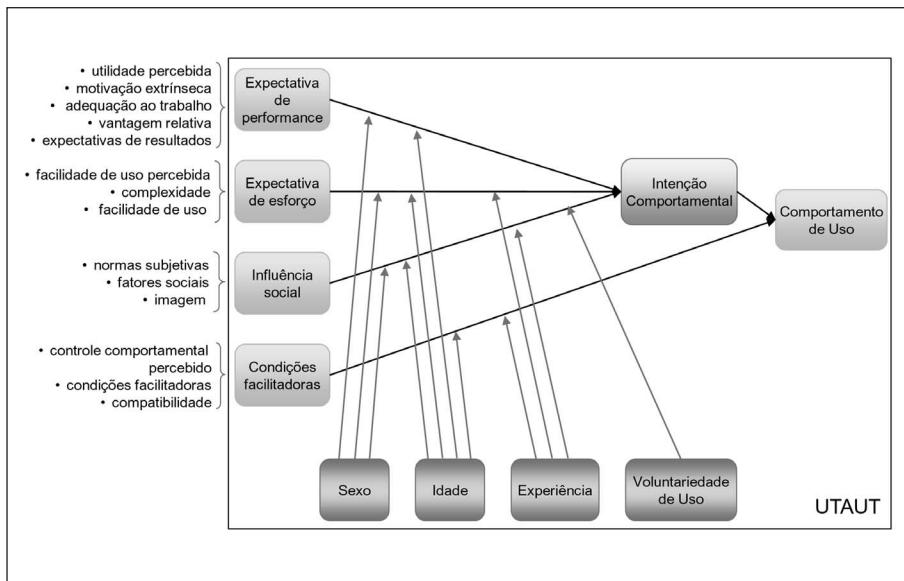 • utilidade percebida
• motivação extrínseca
• adequação ao trabalho
• vantagem relativa
• expectativas de resultados
Expectativa
de
performance
• facilidade de uso percebida
• complexidade
• facilidade de uso
Expectativa
de esforço
Intenção
Comportamental
Comportamento
de Uso
• normas subjetivas
• fatores sociais
• imagem
Influência
social
• controle comportamental
percebido
• condições facilitadoras
• compatibilidade
Condições
facilitadoras
Sexo
Idade
Experiência
Voluntariedade
de Uso
UTAUT